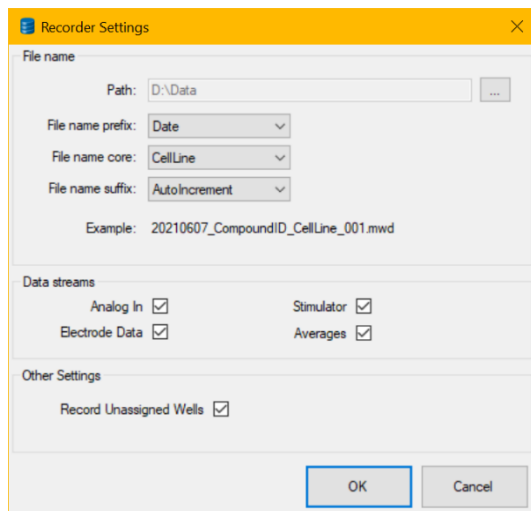 Recorder Settings
File name
Path: D:\Data ...
File name prefix: Date
File name core: CellLine
File name suffix: AutoIncrement
Example: 20210607_CompoundID_CellLine_001.mwd
Data streams
Analog In Stimulator
Electrode Data Averages
Other Settings
Record Unassigned Wells
OK Cancel